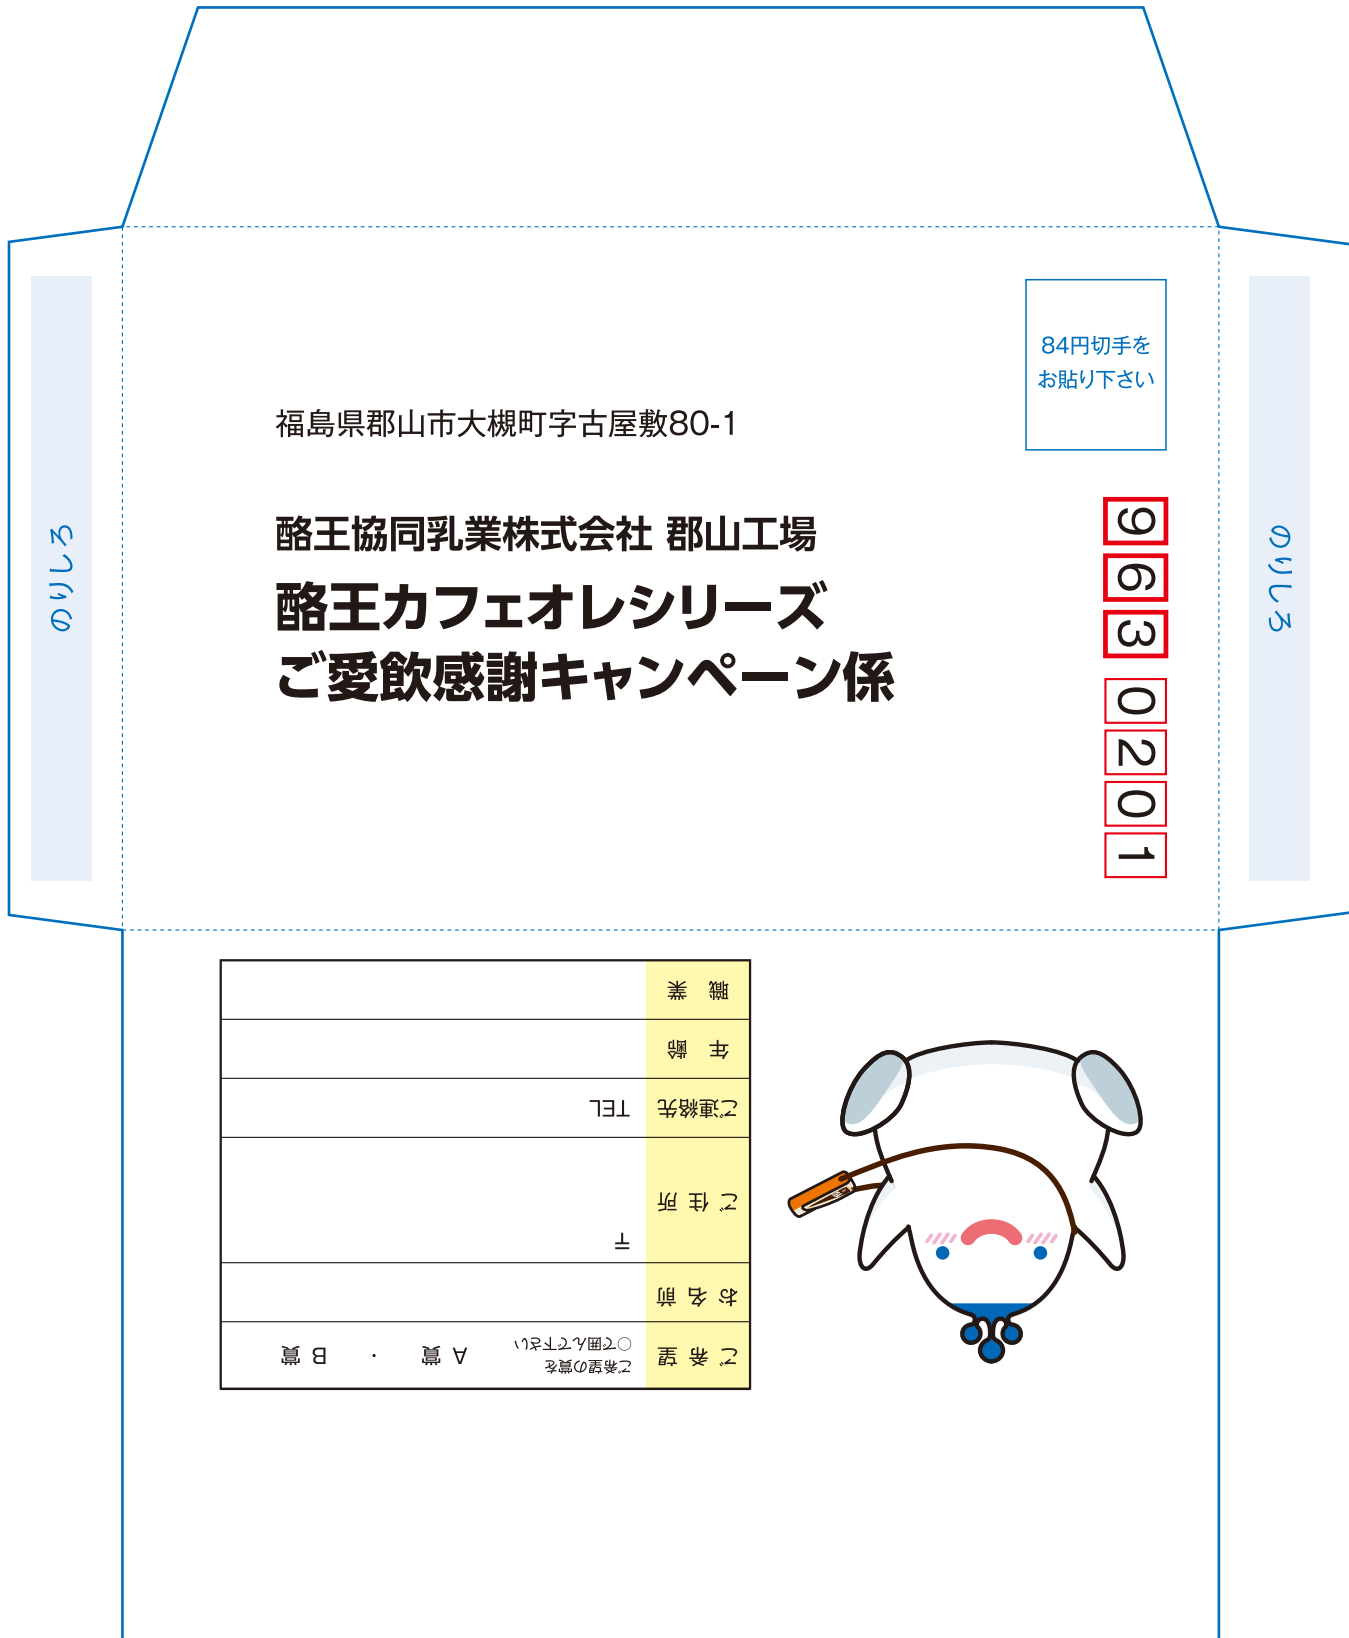 84円切手を
お貼り下さい
福島県郡山市大槻町字古屋敷80-1
酪王協同乳業株式会社 郡山工場
酪王カフェオレシリーズ
ご愛飲感謝キャンペーン係
9630201
のりしろ
のりしろ
ご希望 ご希望の賞を
○で囲んで下さい A賞 ・ B賞
お名前
ご住所 〒
ご連絡先 TEL
年齢
職業